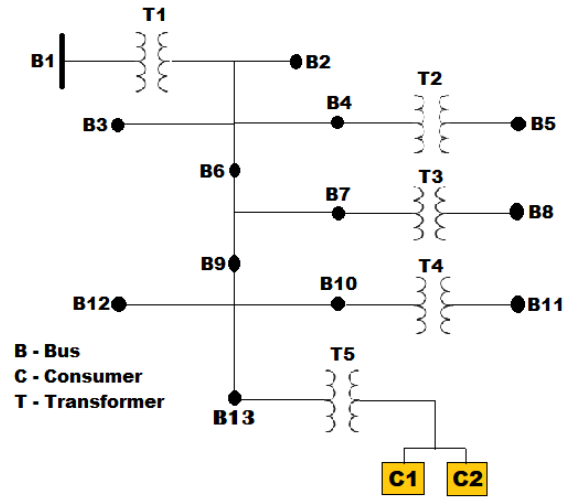 T1
B1
B2
T2
B4
B3
B5
B6
T3
B7
B8
B9
T4
B10
B12
B11
B - Bus
C - Consumer
T - Transformer
T5
B13
C1
C2